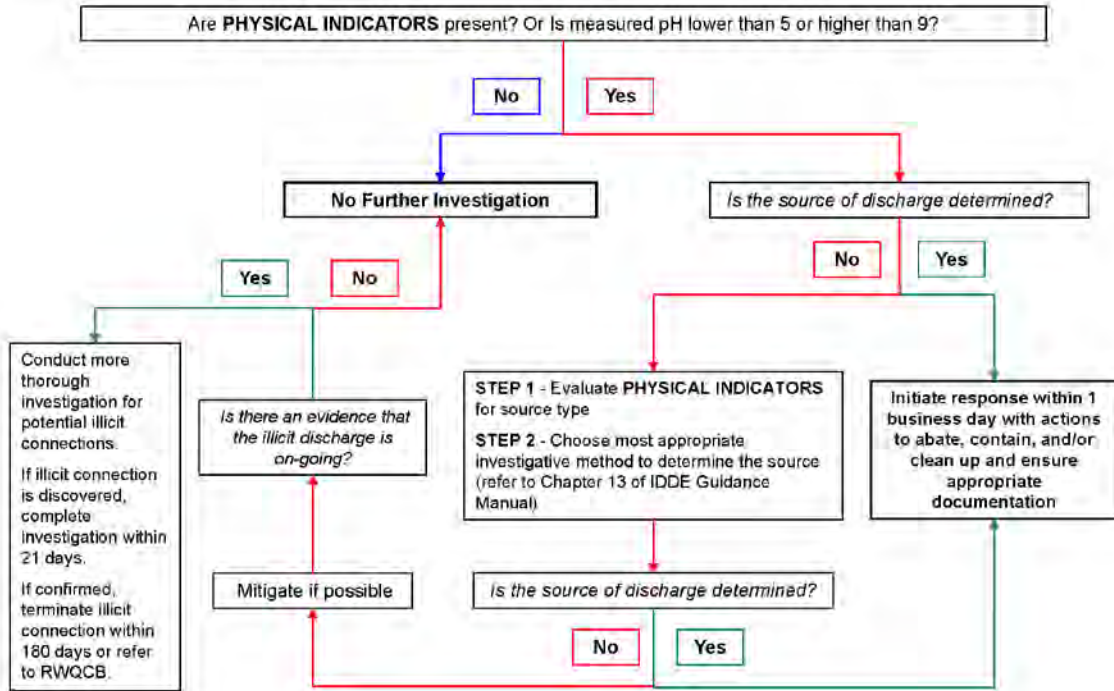 Are PHYSICAL INDICATORS present? Or Is measured pH lower than 5 or higher than 9?
No
Yes
No Further Investigation
Is the source of discharge determined?
Yes
No
No
Yes
Conduct more
thorough
investigation for
potential illicit
connections.
If illicit connection
is discovered,
complete
investigation within
21 days.
If confirmed,
terminate illicit
connection within
180 days or refer
to RWQCB.
Is there an evidence that
the illicit discharge is
on-going?
Mitigate if possible
STEP 1 - Evaluate PHYSICAL INDICATORS
for source type
STEP 2 - Choose most appropriate
investigative method to determine the source
(refer to Chapter 13 of IDDE Guidance
Manual)
Initiate response within 1
business day with actions
to abate, contain, and/or
clean up and ensure
appropriate
documentation
Is the source of discharge determined?
No
Yes